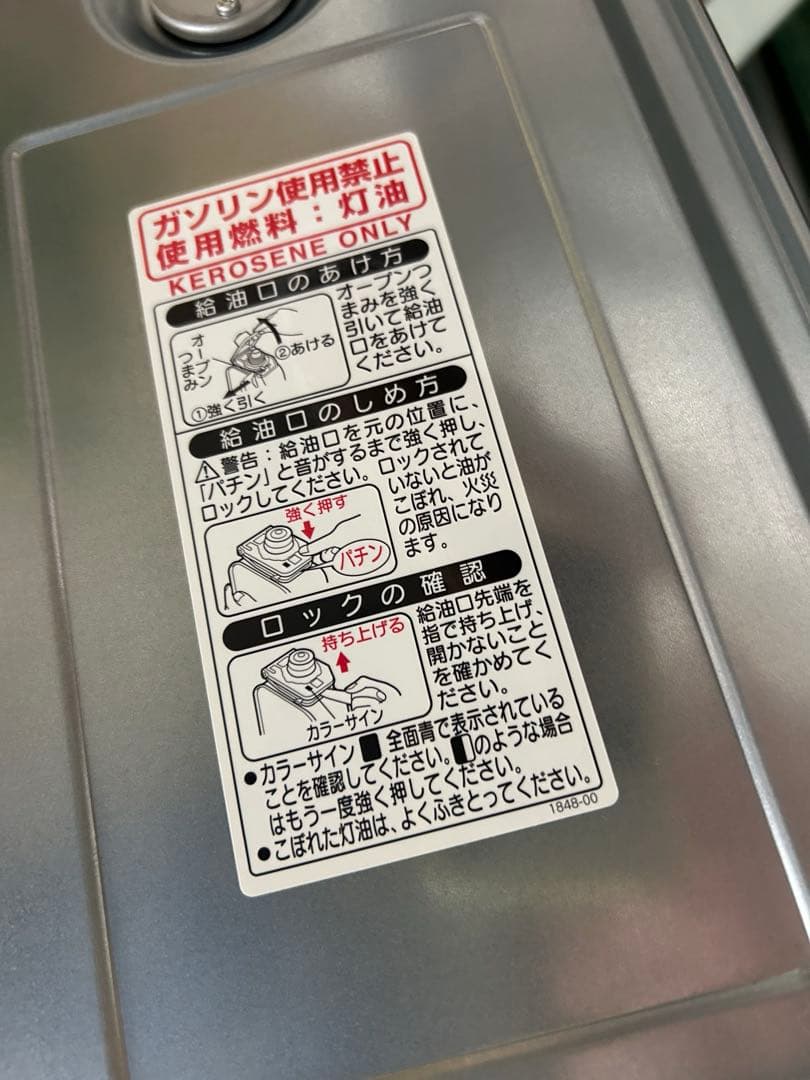 ガソリン使用禁止
使用燃料：灯油
KEROSENE ONLY
給油口のあけ方
オープン
つまみ
②あける
①強く引く
オープンつ
まみを強く
引いて給油
口をあけて
ください。
給油口のしめ方
⚠警告：給油口を元の位置に、
「パチン」と音がするまで強く押し、
ロックしてください。ロックされて
いないと油が
こぼれ、火災
の原因になり
ます。
強く押す
パチン
ロックの確認
持ち上げる
カラーサイン
給油口先端を
指で持ち上げ、
開かないこと
を確かめてく
ださい。
●カラーサイン■全面青で表示されている
ことを確認してください。◧のような場合
はもう一度強く押してください。
●こぼれた灯油は、よくふきとってください。
1848-00